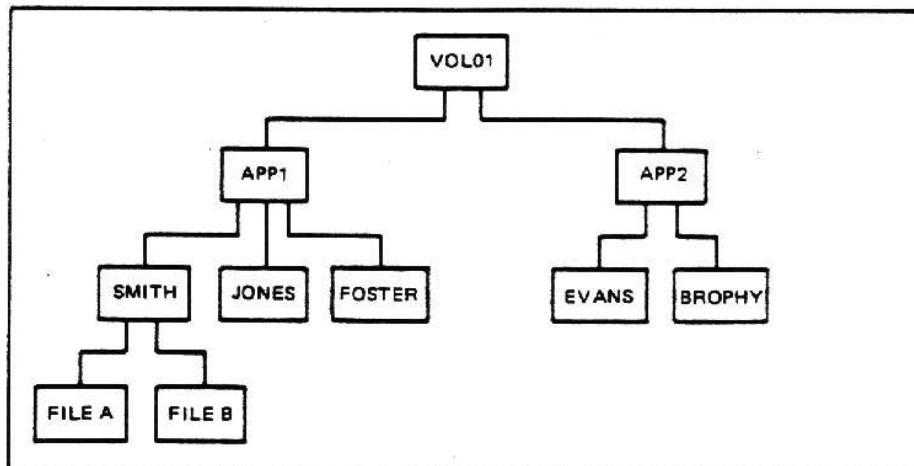 VOL01
APP1 APP2
SMITH JONES FOSTER EVANS BROPHY
FILE A FILE B